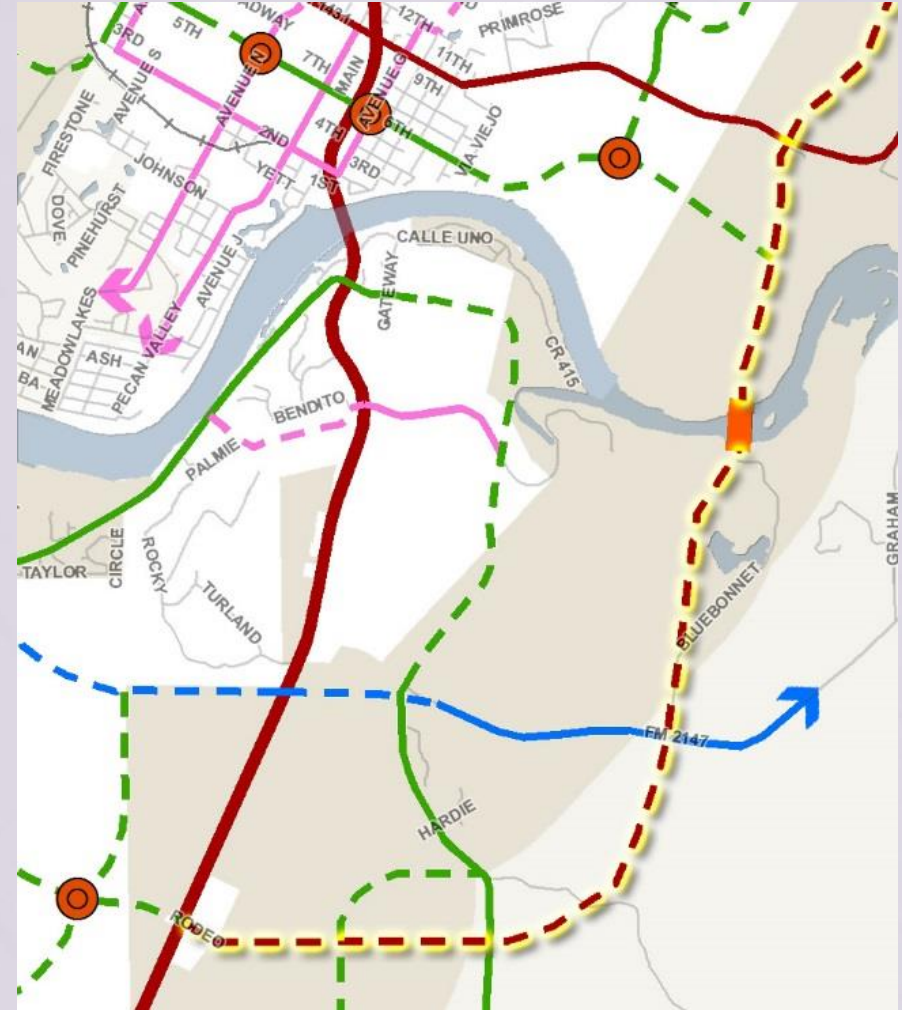 12TH
PRIMROSE
5TH
3RD
11TH
AVENUE S
7TH
MAIN
AVENUE G
9TH
AVENUE N
4TH
6TH
FIRESTONE
2ND
VIA VIEJO
JOHNSON
YETT
1ST
3RD
DOVE
PINEHURST
CALLE UNO
AVENUE J
GATEWAY
MEADOWLAKES
PECAN VALLEY
CR 415
ASH
BENDITO
PALMIE
GRAHAM
TAYLOR
CIRCLE
ROCKY
TURLAND
BLUEBONNET
FM 2147
HARDIE
RODEO